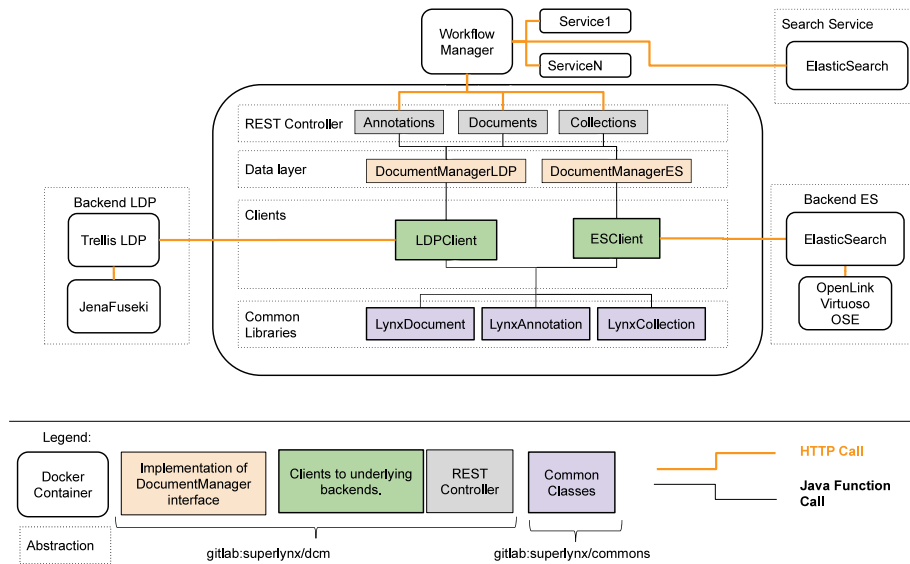 Workflow
Manager
Service1
ServiceN
Search Service
ElasticSearch
REST Controller
Annotations
Documents
Collections
Data layer
DocumentManagerLDP
DocumentManagerES
Backend LDP
Trellis LDP
JenaFuseki
Clients
LDPClient
ESClient
Backend ES
ElasticSearch
OpenLink
Virtuoso
OSE
Common
Libraries
LynxDocument
LynxAnnotation
LynxCollection
Legend:
Docker
Container
Implementation of
DocumentManager
interface
Clients to underlying
backends.
REST
Controller
Common
Classes
HTTP Call
Java Function
Call
Abstraction
gitlab:superlynx/dcm
gitlab:superlynx/commons